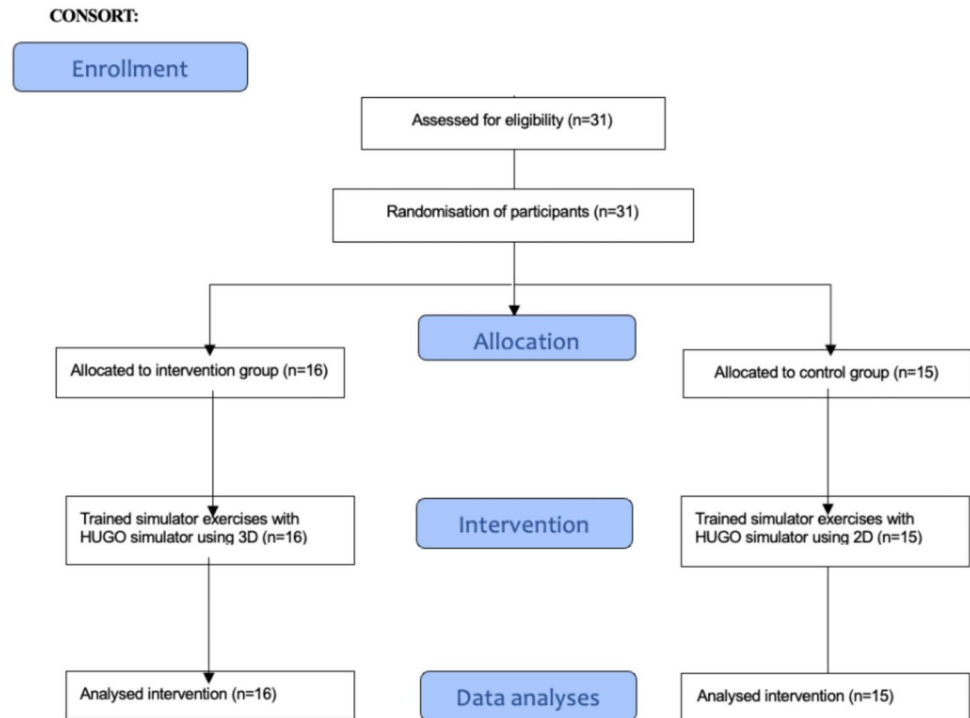 CONSORT:
Enrollment
Assessed for eligibility (n=31)
Randomisation of participants (n=31)
Allocation
Allocated to intervention group (n=16)
Allocated to control group (n=15)
Trained simulator exercises with
HUGO simulator using 3D (n=16)
Intervention
Trained simulator exercises with
HUGO simulator using 2D (n=15)
Analysed intervention (n=16)
Data analyses
Analysed intervention (n=15)